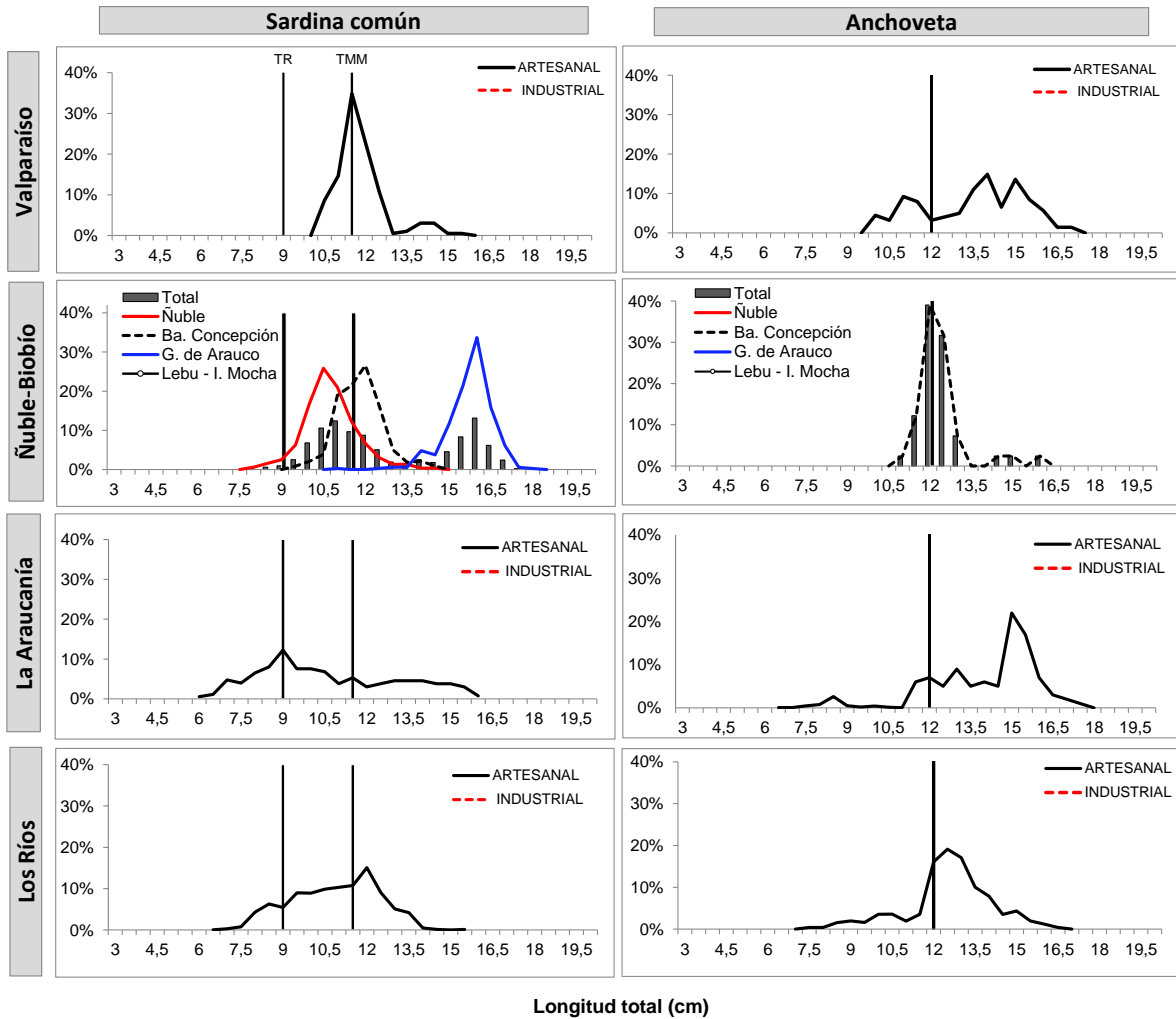 Sardina común
Anchoveta
Valparaíso
TR TMM
40%
30%
20%
10%
0%
ARTESANAL
INDUSTRIAL
3 4,5 6 7,5 9 10,5 12 13,5 15 16,5 18 19,5
40%
30%
20%
10%
0%
ARTESANAL
INDUSTRIAL
3 4,5 6 7,5 9 10,5 12 13,5 15 16,5 18 19,5
Ñuble-Biobío
40%
30%
20%
10%
0%
Total
Ñuble
Ba. Concepción
G. de Arauco
Lebu - I. Mocha
3 4,5 6 7,5 9 10,5 12 13,5 15 16,5 18 19,5
40%
30%
20%
10%
0%
Total
Ñuble
Ba. Concepción
G. de Arauco
Lebu - I. Mocha
3 4,5 6 7,5 9 10,5 12 13,5 15 16,5 18 19,5
La Araucanía
40%
30%
20%
10%
0%
ARTESANAL
INDUSTRIAL
3 4,5 6 7,5 9 10,5 12 13,5 15 16,5 18 19,5
40%
30%
20%
10%
0%
ARTESANAL
INDUSTRIAL
3 4,5 6 7,5 9 10,5 12 13,5 15 16,5 18 19,5
Los Ríos
40%
30%
20%
10%
0%
ARTESANAL
INDUSTRIAL
3 4,5 6 7,5 9 10,5 12 13,5 15 16,5 18 19,5
40%
30%
20%
10%
0%
ARTESANAL
INDUSTRIAL
3 4,5 6 7,5 9 10,5 12 13,5 15 16,5 18 19,5
Longitud total (cm)